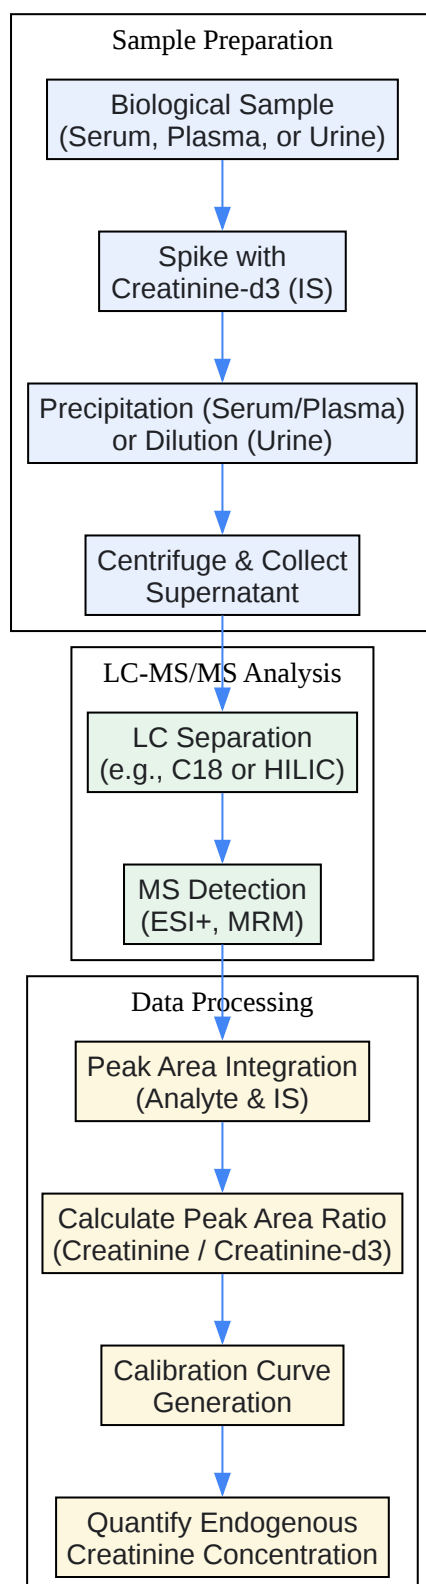 Sample Preparation
Biological Sample
(Serum, Plasma, or Urine)
Spike with
Creatinine-d3 (IS)
Precipitation (Serum/Plasma)
or Dilution (Urine)
Centrifuge & Collect
Supernatant
LC-MS/MS Analysis
LC Separation
(e.g., C18 or HILIC)
MS Detection
(ESI+, MRM)
Data Processing
Peak Area Integration
(Analyte & IS)
Calculate Peak Area Ratio
(Creatinine / Creatinine-d3)
Calibration Curve
Generation
Quantify Endogenous
Creatinine Concentration